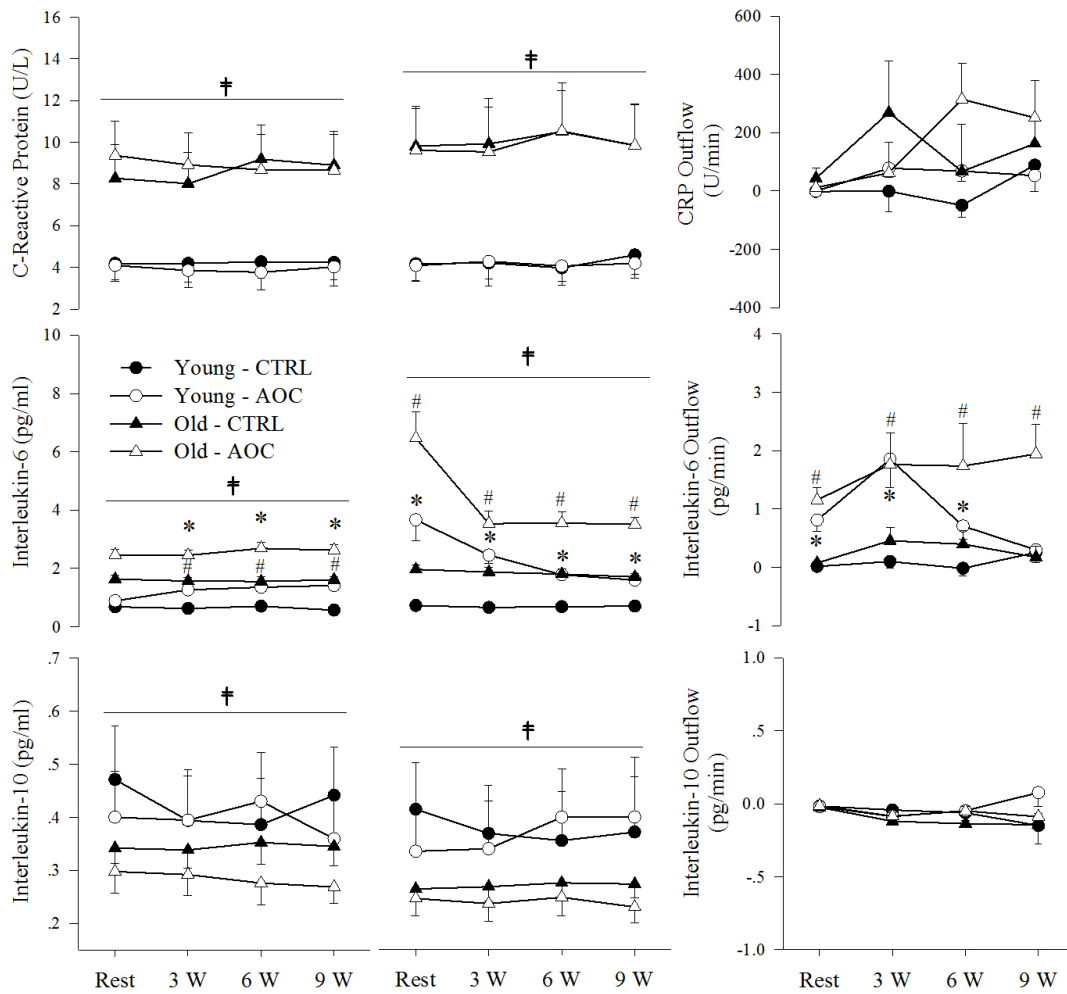 C-Reactive Protein (U/L)
16
14
12
10
8
6
4
2
‡
‡
CRP Outflow
(U/min)
600
400
200
0
-200
-400
Interleukin-6 (pg/ml)
10
8
6
4
2
0
Young - CTRL
Young - AOC
Old - CTRL
Old - AOC
‡
* * *
# # #
‡
# # # #
* * * *
Interleukin-6 Outflow
(pg/min)
4
3
2
1
0
-1
# # # #
* * *
Interleukin-10 (pg/ml)
.7
.6
.5
.4
.3
.2
‡
‡
Interleukin-10 Outflow
(pg/min)
1.0
.5
0.0
-.5
-1.0
Rest 3 W 6 W 9 W
Rest 3 W 6 W 9 W
Rest 3 W 6 W 9 W